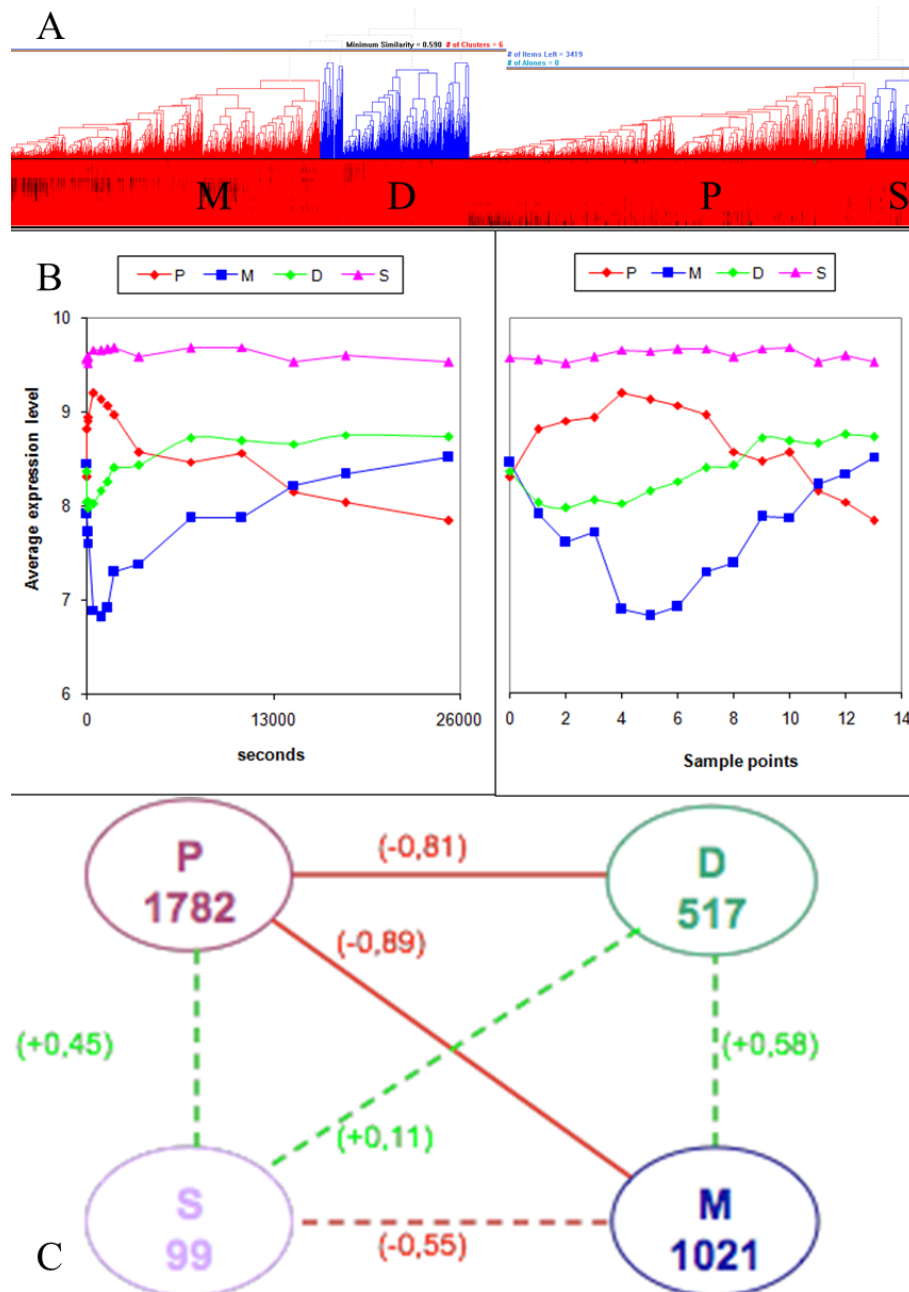 A
Minimum Similarity = 0.590 # of Clusters = 6
# of Items Left = 3419
# of Alones = 0
M D P S
B
P M D S
P M D S
Average expression level
10
9
8
7
6
0 13000 26000
seconds
0 2 4 6 8 10 12 14
Sample points
P
1782
(-0,81)
D
517
(-0,89)
(+0,45)
(+0,58)
(+0,11)
S
99
(-0,55)
M
1021
C